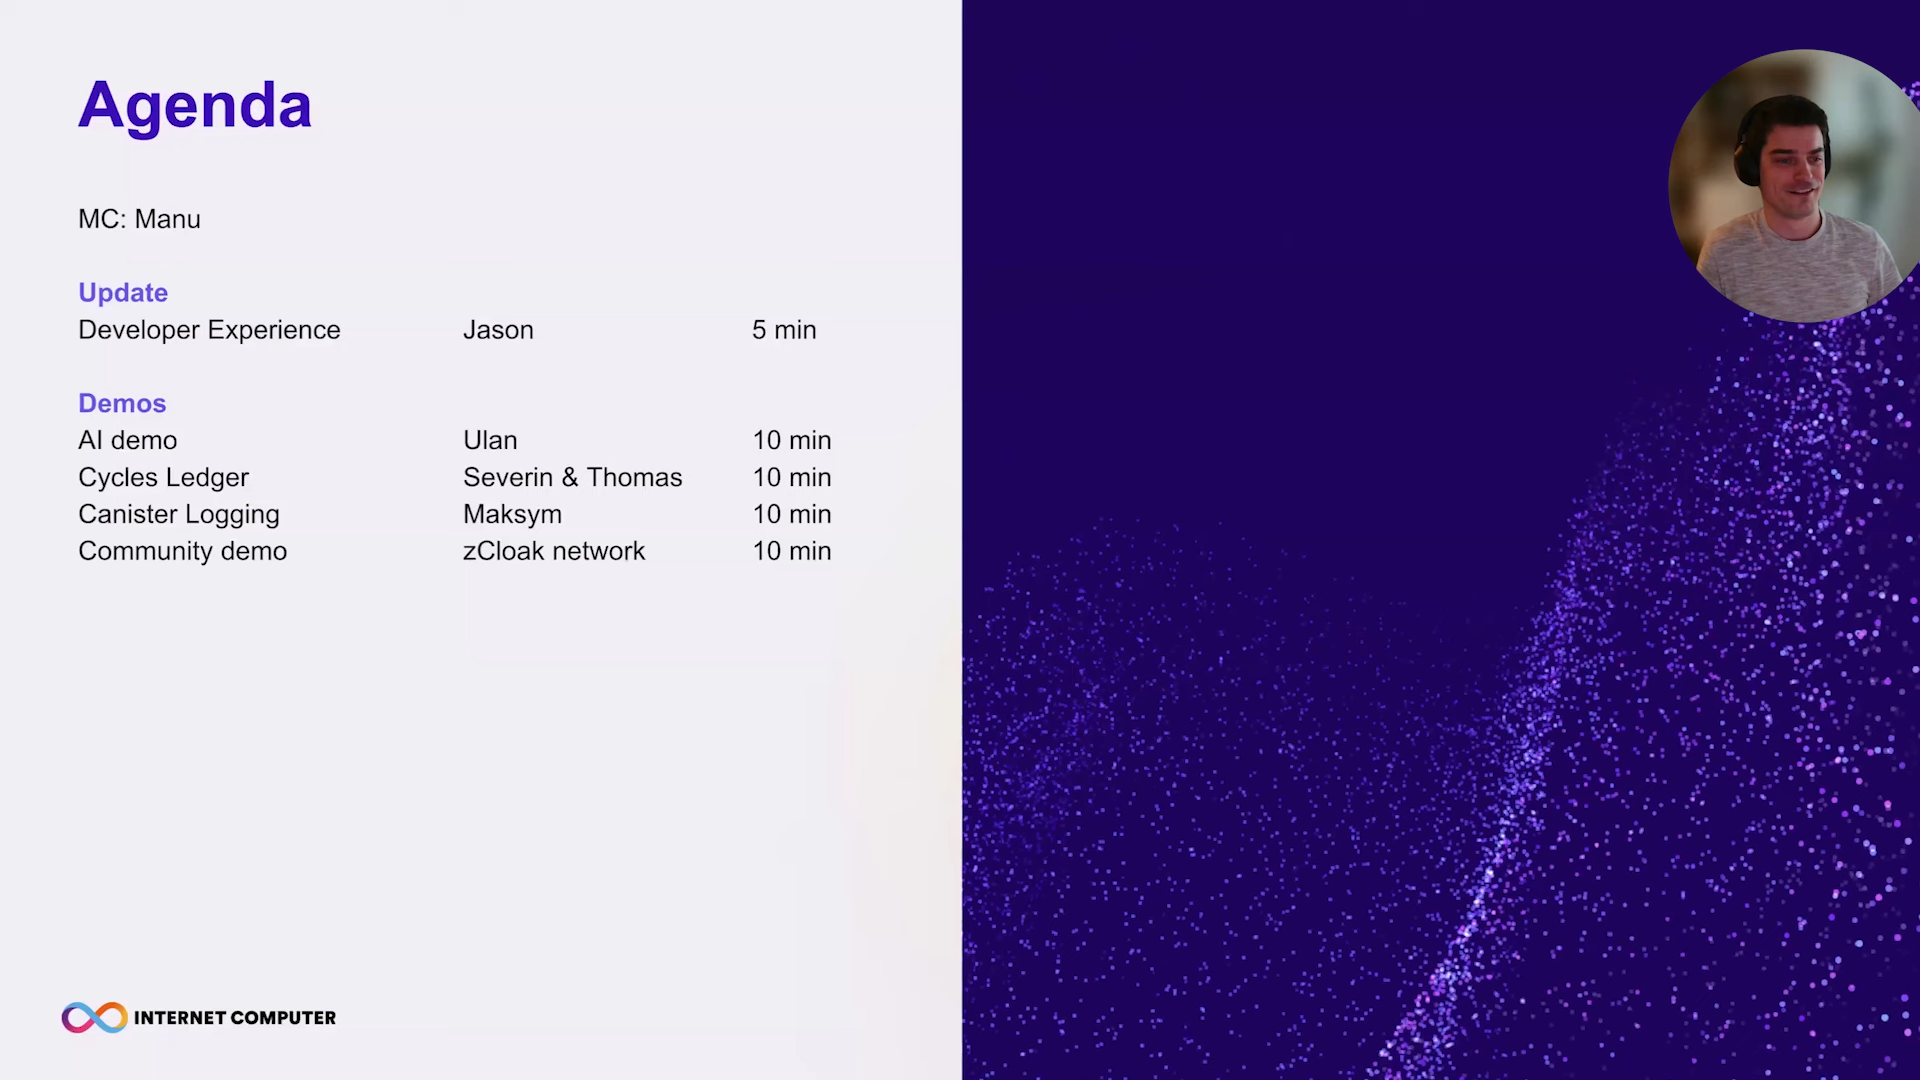 Agenda
MC: Manu
Update
Developer Experience Jason 5 min
Demos
AI demo Ulan 10 min
Cycles Ledger Severin & Thomas 10 min
Canister Logging Maksym 10 min
Community demo zCloak network 10 min
INTERNET COMPUTER